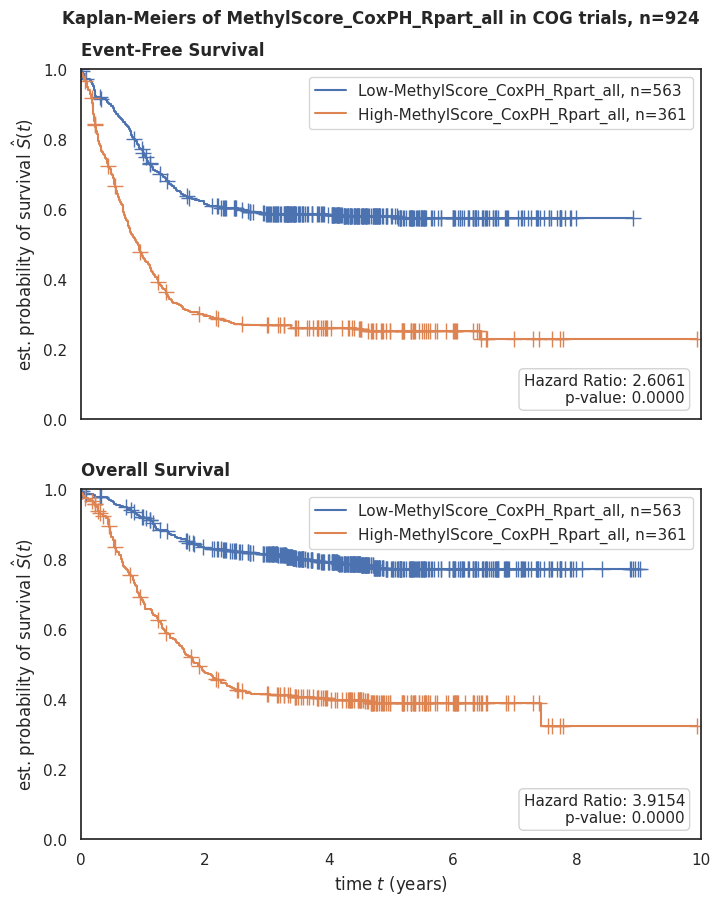 Kaplan-Meiers of MethylScore_CoxPH_Rpart_all in COG trials, n=924
Event-Free Survival
1.0
0.8
0.6
0.4
0.2
0.0
est. probability of survival Ŝ(t)
Low-MethylScore_CoxPH_Rpart_all, n=563
High-MethylScore_CoxPH_Rpart_all, n=361
Hazard Ratio: 2.6061
p-value: 0.0000
Overall Survival
1.0
0.8
0.6
0.4
0.2
0.0
est. probability of survival Ŝ(t)
Low-MethylScore_CoxPH_Rpart_all, n=563
High-MethylScore_CoxPH_Rpart_all, n=361
Hazard Ratio: 3.9154
p-value: 0.0000
0 2 4 6 8 10
time t (years)